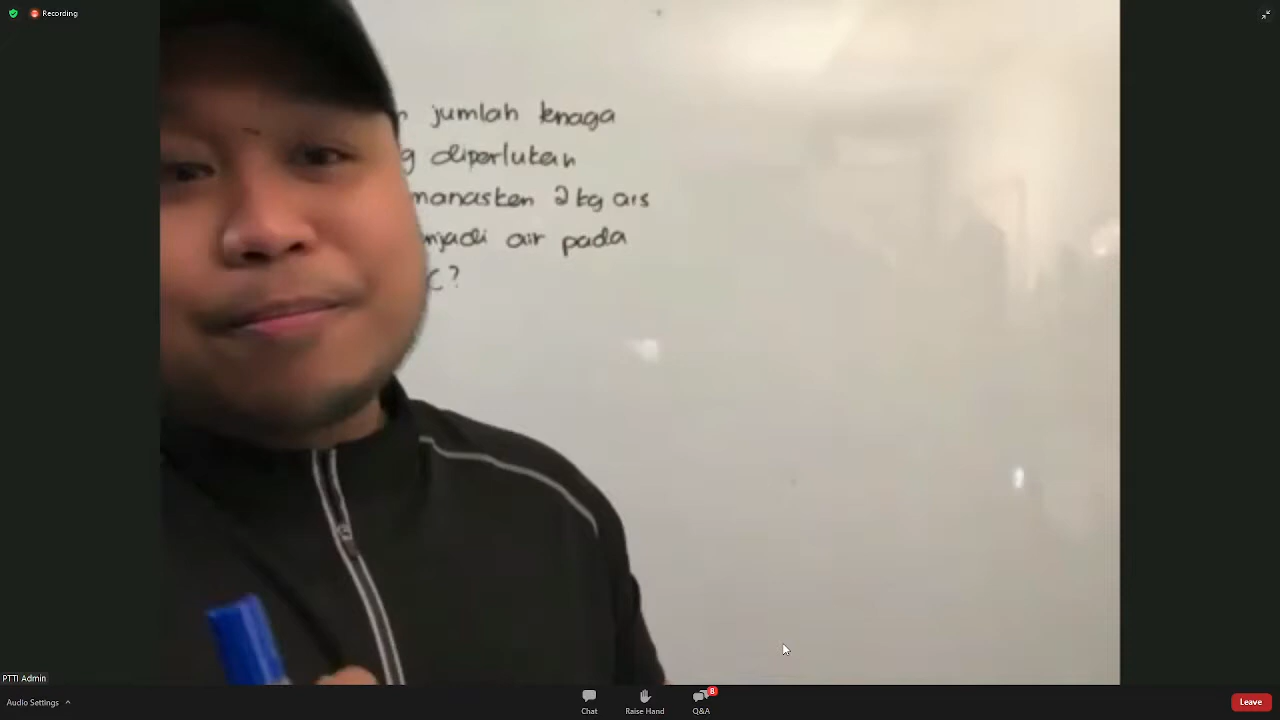 Recording
jumlah tenaga
g diperlukan
manaskan 2 kg ais
njadi air pada
C?
PTTI Admin
Audio Settings
Chat
Raise Hand
Q&A
8
Leave